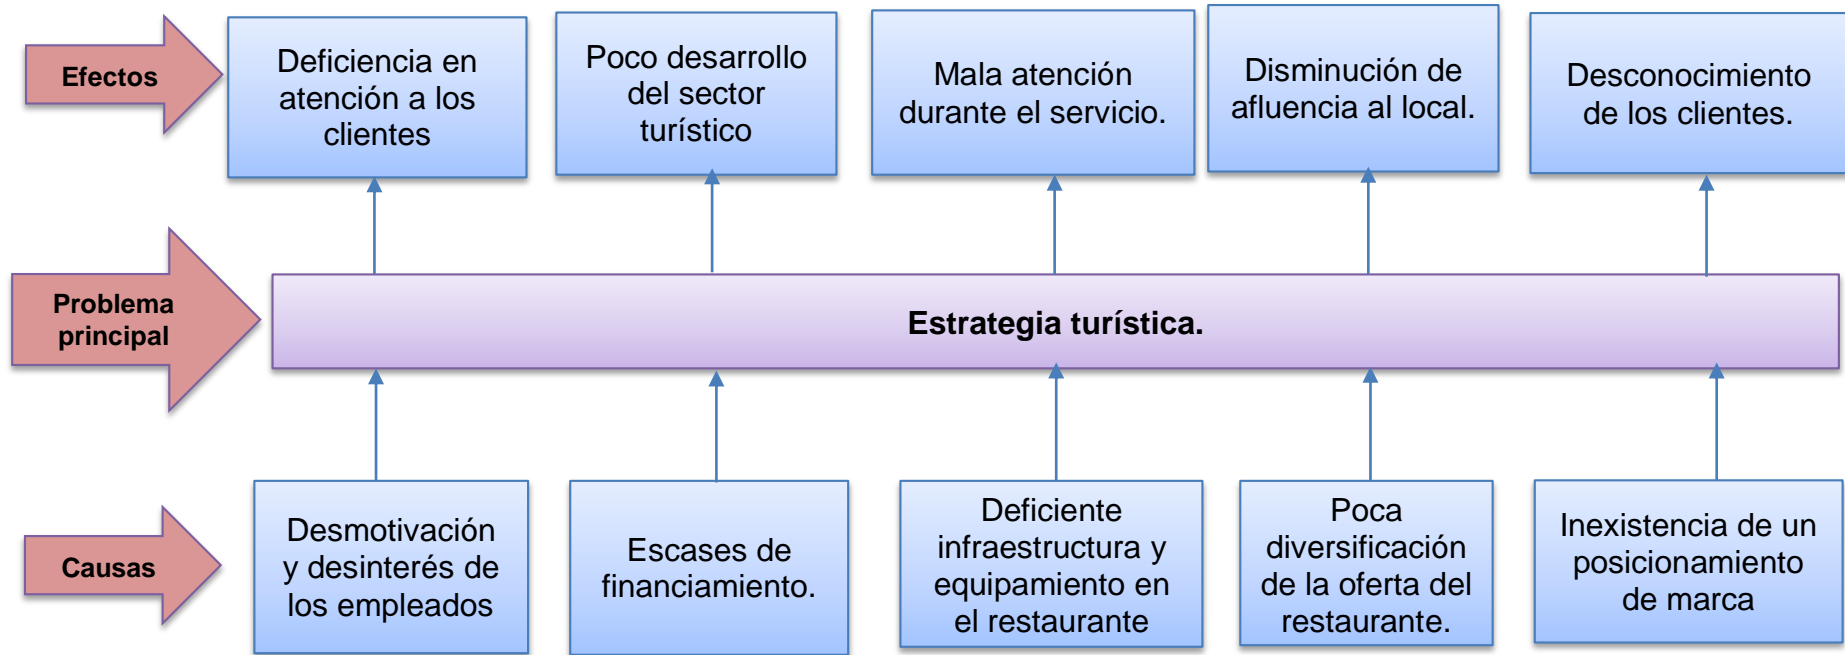 Efectos
Deficiencia en
atención a los
clientes
Poco desarrollo
del sector
turístico
Mala atención
durante el servicio.
Disminución de
afluencia al local.
Desconocimiento
de los clientes.
Problema
principal
Estrategia turística.
Causas
Desmotivación
y desinterés de
los empleados
Escases de
financiamiento.
Deficiente
infraestructura y
equipamiento en
el restaurante
Poca
diversificación
de la oferta del
restaurante.
Inexistencia de un
posicionamiento
de marca